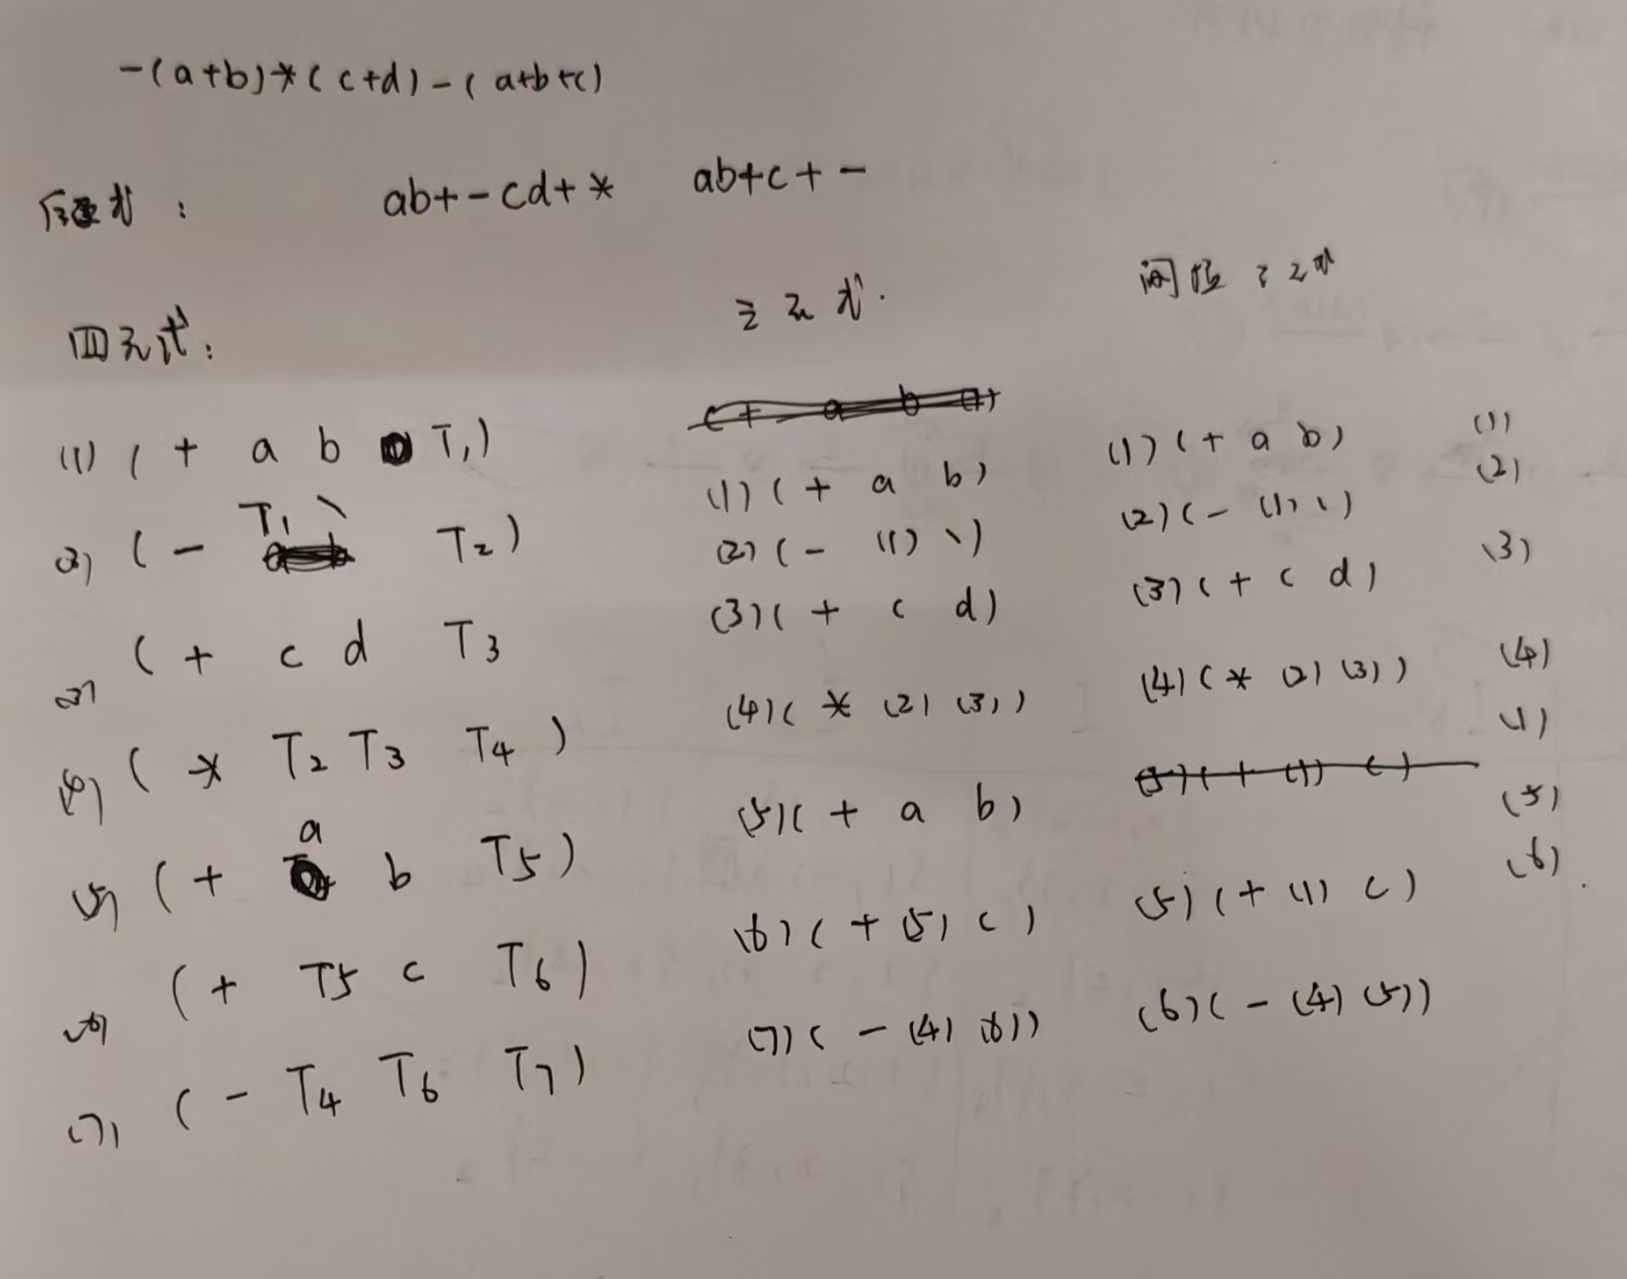 -(a+b)*(c+d)-(a+b+c)
后缀式: ab+-cd+* ab+c+-
四元式:
(1) (+ a b T₁)
(2) (- T₁ \ T₂)
(3) (+ c d T₃
(4) (* T₂ T₃ T₄)
(5) (+ a b T₅)
(6) (+ T₅ c T₆)
(7) (- T₄ T₆ T₇)
三元式.
(1) (+ a b)
(2) (- (1) \)
(3) (+ c d)
(4) (* (2) (3))
(5) (+ a b)
(6) (+ (5) c)
(7) (- (4) (6))
间接三元式
(1) (+ a b)
(2) (- (1) \)
(3) (+ c d)
(4) (* (2) (3))
(5) (+ (1) c)
(5) (+ (1) c)
(6) (- (4) (5))
(1)
(2)
(3)
(4)
(1)
(5)
(6)